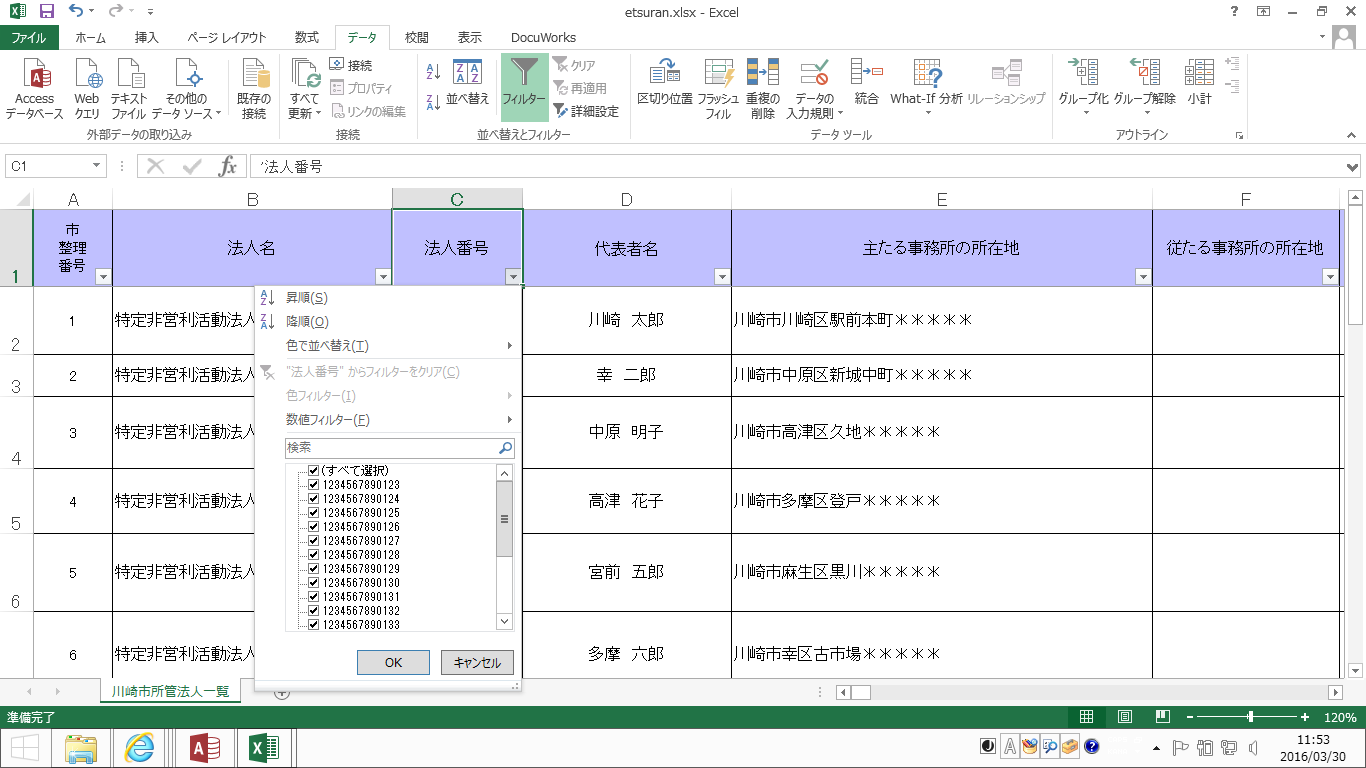 etsuran.xlsx - Excel
?
ファイル ホーム 挿入 ページ レイアウト 数式 データ 校閲 表示 DocuWorks
Access
データベース
Web
クエリ
テキスト
ファイル
その他の
データ ソース
既存の
接続
外部データの取り込み
すべて
更新
接続
プロパティ
リンクの編集
接続
並べ替え
フィルター
クリア
再適用
詳細設定
並べ替えとフィルター
区切り位置
フラッシュ
フィル
重複の
削除
データの
入力規則
統合
What-If 分析
リレーションシップ
データ ツール
グループ化
グループ解除
小計
アウトライン
C1
fx
'法人番号
A B C D E F
1
市
整理
番号
法人名
法人番号
代表者名
主たる事務所の所在地
従たる事務所の所在地
2 1 特定非営利活動法人 川崎 太郎 川崎市川崎区駅前本町＊＊＊＊＊
3 2 特定非営利活動法人 幸 二郎 川崎市中原区新城中町＊＊＊＊＊
4 3 特定非営利活動法人 中原 明子 川崎市高津区久地＊＊＊＊＊
5 4 特定非営利活動法人 高津 花子 川崎市多摩区登戸＊＊＊＊＊
6 5 特定非営利活動法人 宮前 五郎 川崎市麻生区黒川＊＊＊＊＊
6 特定非営利活動法人 多摩 六郎 川崎市幸区古市場＊＊＊＊＊
昇順(S)
降順(O)
色で並べ替え(T)
"法人番号" からフィルターをクリア(C)
色フィルター(I)
数値フィルター(F)
検索
(すべて選択)
1234567890123
1234567890124
1234567890125
1234567890126
1234567890127
1234567890128
1234567890129
1234567890130
1234567890131
1234567890132
1234567890133
OK
キャンセル
川崎市所管法人一覧
準備完了
120%
11:53
2016/03/30